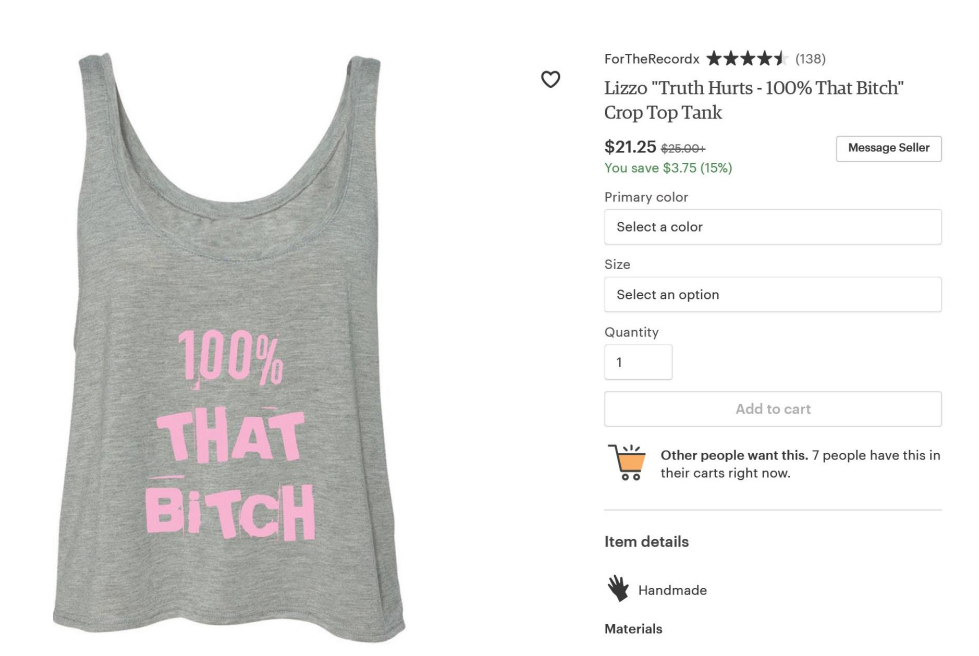 100%
THAT
BiTCH
ForTheRecordx (138)
Lizzo "Truth Hurts - 100% That Bitch"
Crop Top Tank
$21.25 $25.00+
Message Seller
You save $3.75 (15%)
Primary color
Select a color
Size
Select an option
Quantity
1
Add to cart
Other people want this. 7 people have this in
their carts right now.
Item details
Handmade
Materials